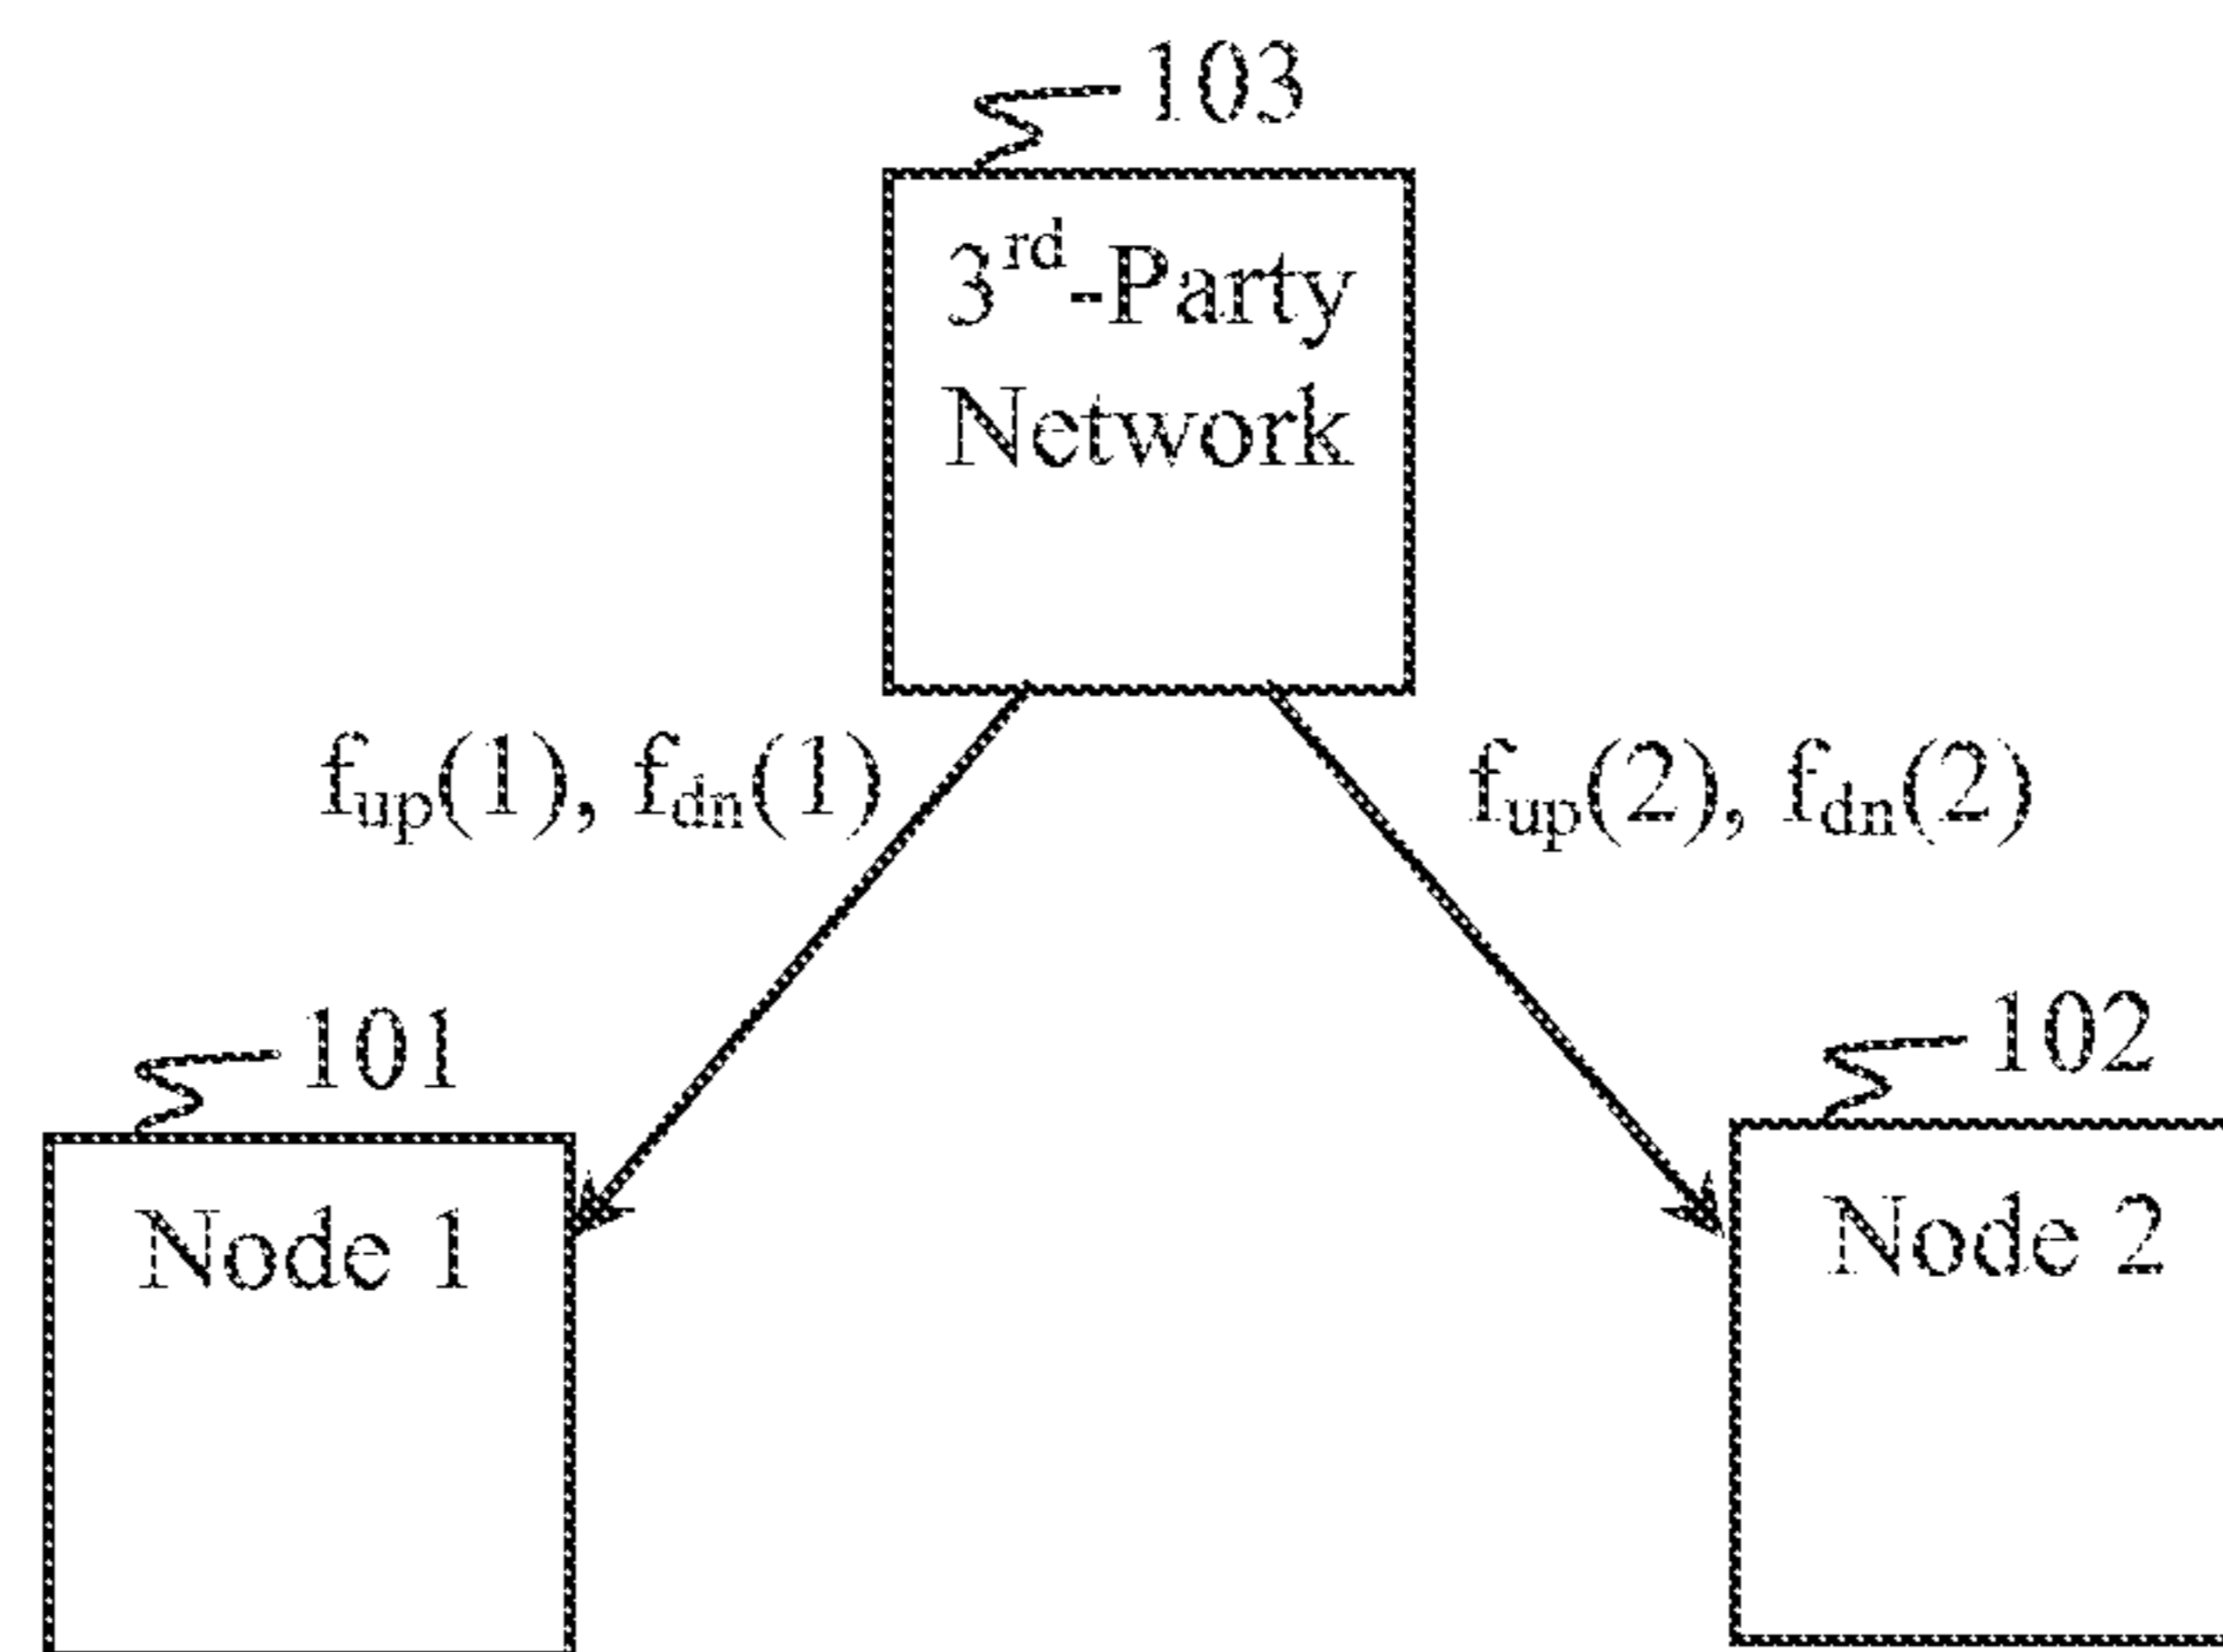 103
3rd-Party
Network
fup(1), fdn(1)
fup(2), fdn(2)
101
102
Node 1
Node 2